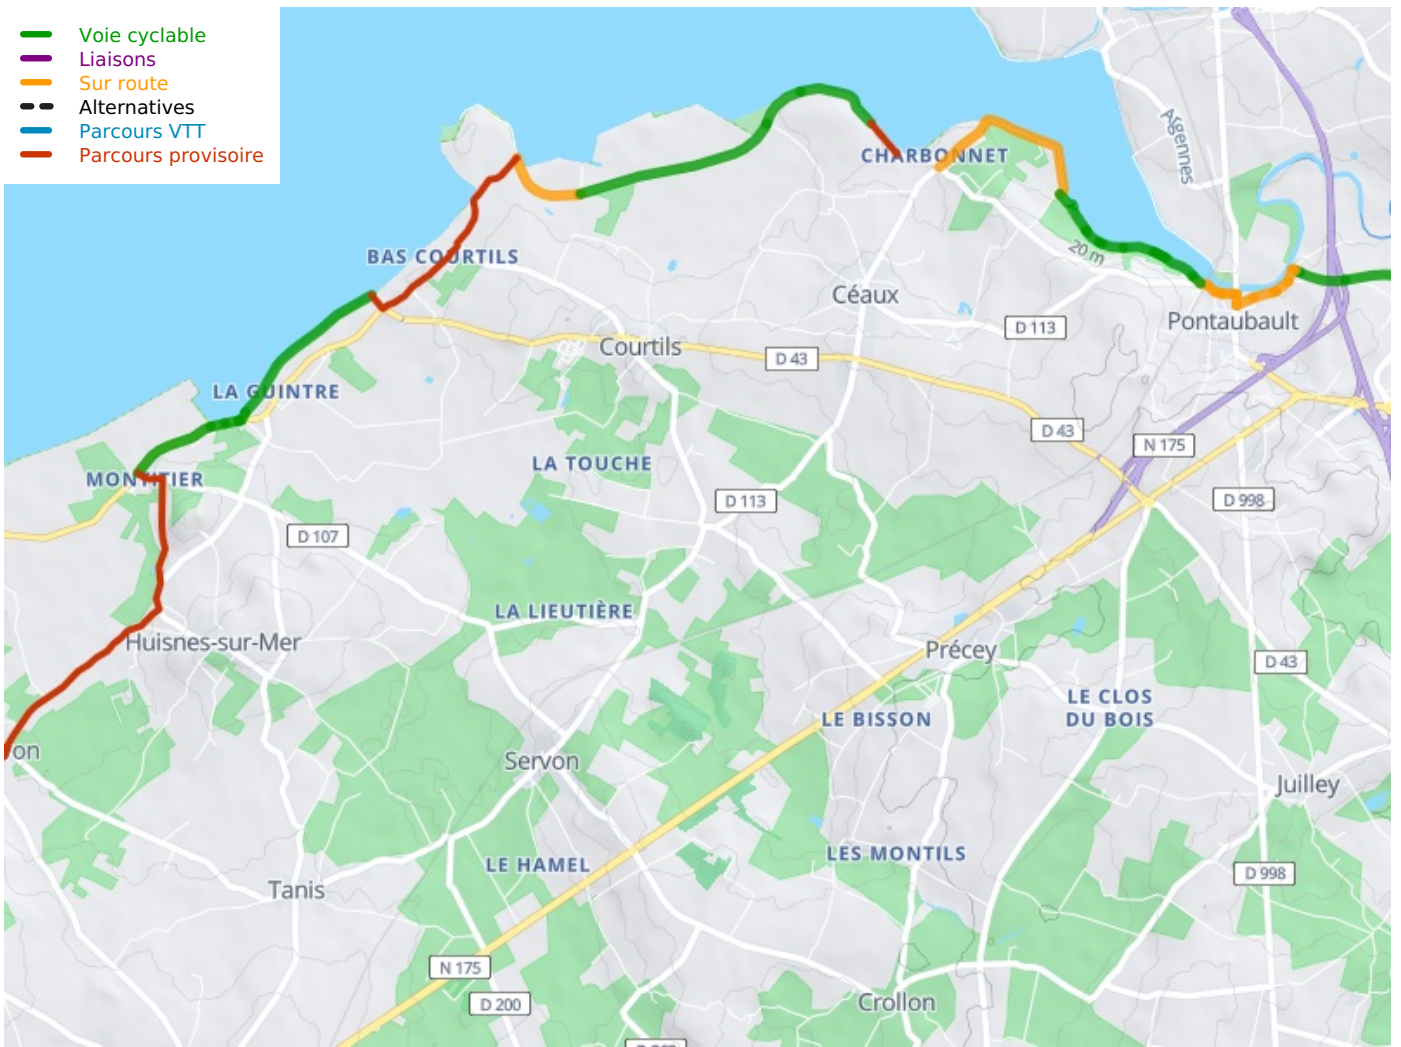 Voie cyclable
Liaisons
Sur route
Alternatives
Parcours VTT
Parcours provisoire
Algennes
CHARBONNET
BAS COURTILS
20 m
Céaux
Pontaubault
D 113
Courtils
D 43
LA GUINTRE
D 43
N 175
LA TOUCHE
MONTITIER
D 113
D 998
D 107
LA LIEUTIÈRE
Huisnes-sur-Mer
Précey
D 43
LE CLOS
DU BOIS
LE BISSON
on
Servon
Juilley
LES MONTILS
LE HAMEL
D 998
Tanis
N 175
D 200
Crollon